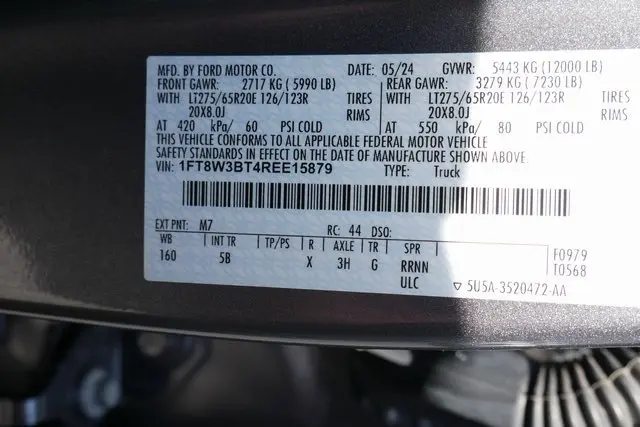 MFD. BY FORD MOTOR CO. DATE: 05/24 GVWR: 5443 KG (12000 LB)
FRONT GAWR: 2717 KG (5990 LB) REAR GAWR: 3279 KG (7230 LB)
WITH LT275/65R20E 126/123R TIRES LT275/65R20E 126/123R TIRES
20X8.0J RIMS 20X8.0J RIMS
AT 420 kPa/ 60 PSI COLD AT 550 kPa/ 80 PSI COLD
THIS VEHICLE CONFORMS TO ALL APPLICABLE FEDERAL MOTOR VEHICLE
SAFETY STANDARDS IN EFFECT ON THE DATE OF MANUFACTURE SHOWN ABOVE.
VIN: 1FT8W3BT4REE15879 TYPE: Truck
EXT PNT: M7 RC: 44 DSO:
WB INT TR TP/PS R AXLE TR SPR F0979
160 5B X 3H G RRNN T0568
ULC 5U5A-3520472-AA